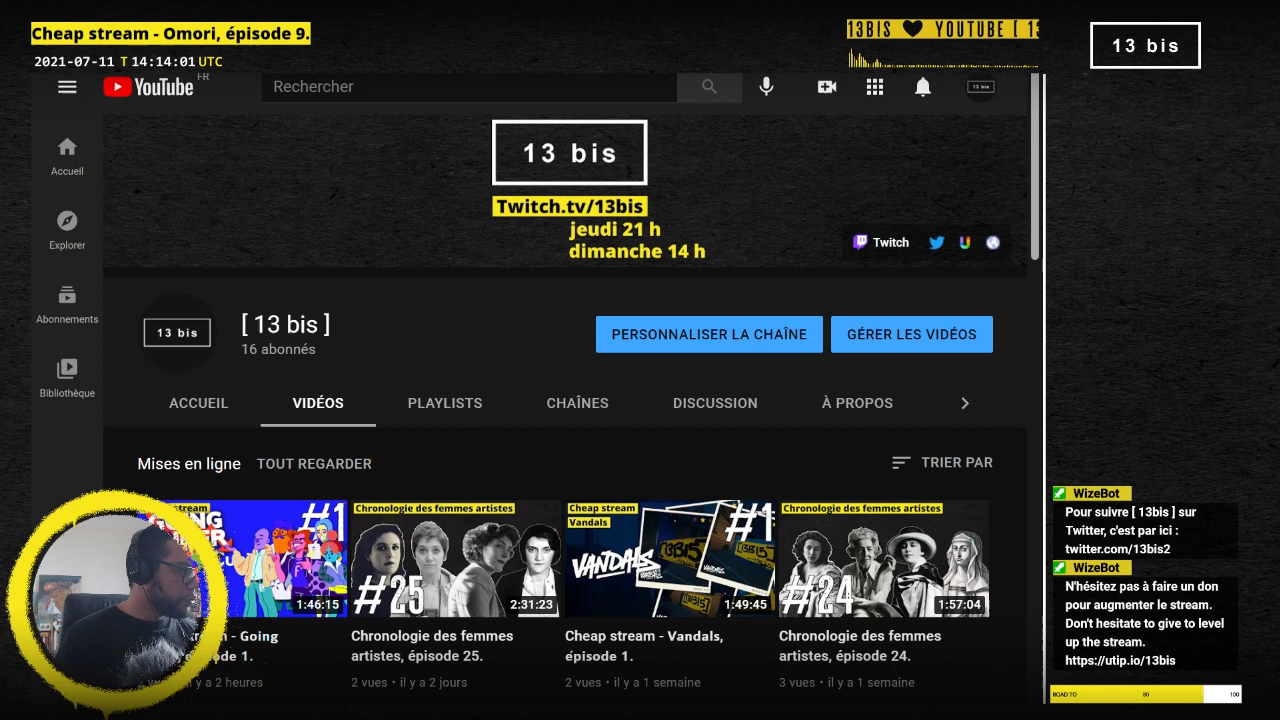 Cheap stream - Omori, épisode 9.
2021-07-11 T 14:14:01 UTC
13BIS YOUTUBE [ 13
13 bis
YouTube FR
Rechercher
13 bis
13 bis
Twitch.tv/13bis
jeudi 21 h
dimanche 14 h
Twitch
Accueil
Explorer
Abonnements
Bibliothèque
13 bis
[ 13 bis ]
16 abonnés
PERSONNALISER LA CHAÎNE
GÉRER LES VIDÉOS
ACCUEIL
VIDÉOS
PLAYLISTS
CHAÎNES
DISCUSSION
À PROPOS
Mises en ligne
TOUT REGARDER
TRIER PAR
stream
#1
1:46:15
- Going
épisode 1.
il y a 2 heures
Chronologie des femmes artistes
#25
2:31:23
Chronologie des femmes
artistes, épisode 25.
2 vues • il y a 2 jours
Cheap stream
Vandals
#1
VANDALS
13BIS
1:49:45
Cheap stream - Vandals,
épisode 1.
2 vues • il y a 1 semaine
Chronologie des femmes artistes
#24
1:57:04
Chronologie des femmes
artistes, épisode 24.
3 vues • il y a 1 semaine
WizeBot
Pour suivre [ 13bis ] sur
Twitter, c'est par ici :
twitter.com/13bis2
WizeBot
N'hésitez pas à faire un don
pour augmenter le stream.
Don't hesitate to give to level
up the stream.
https://utip.io/13bis
ROAD TO 80 100